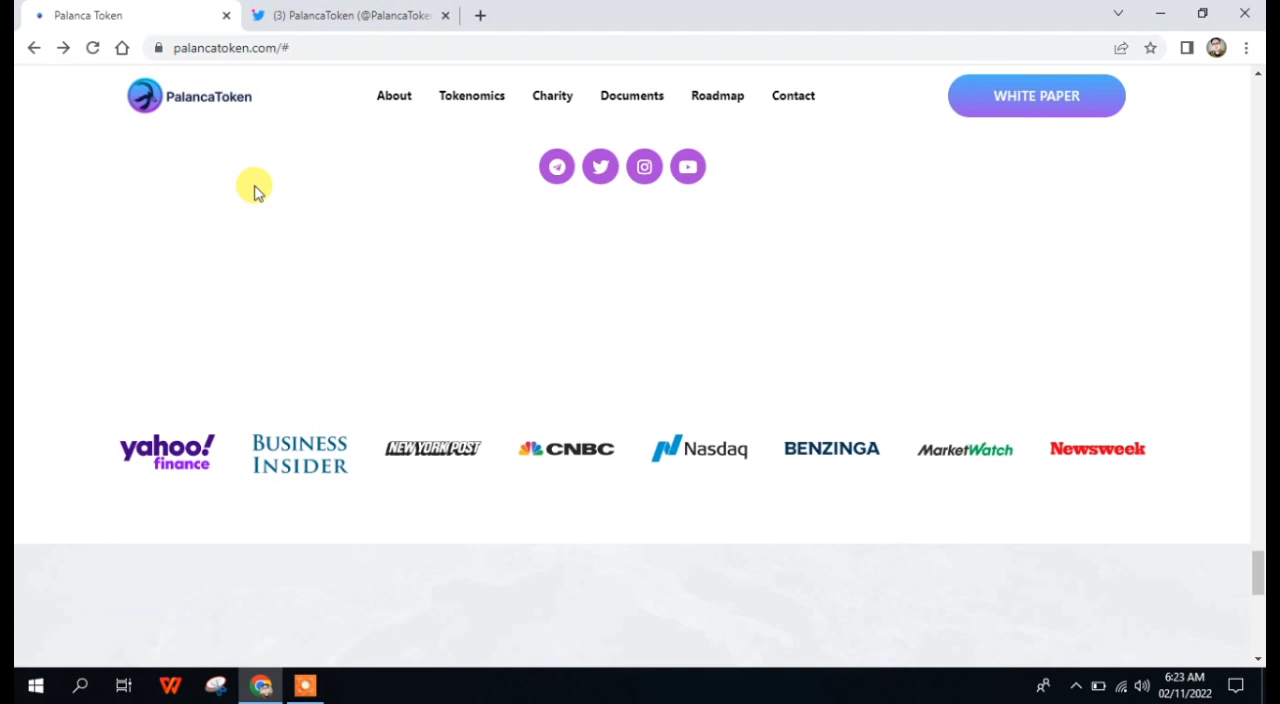 Palanca Token
(3) PalancaToken (@PalancaToke
palancatoken.com/#
PalancaToken
About
Tokenomics
Charity
Documents
Roadmap
Contact
WHITE PAPER
yahoo!
finance
BUSINESS
INSIDER
NEW YORK POST
CNBC
Nasdaq
BENZINGA
MarketWatch
Newsweek
6:23 AM
02/11/2022